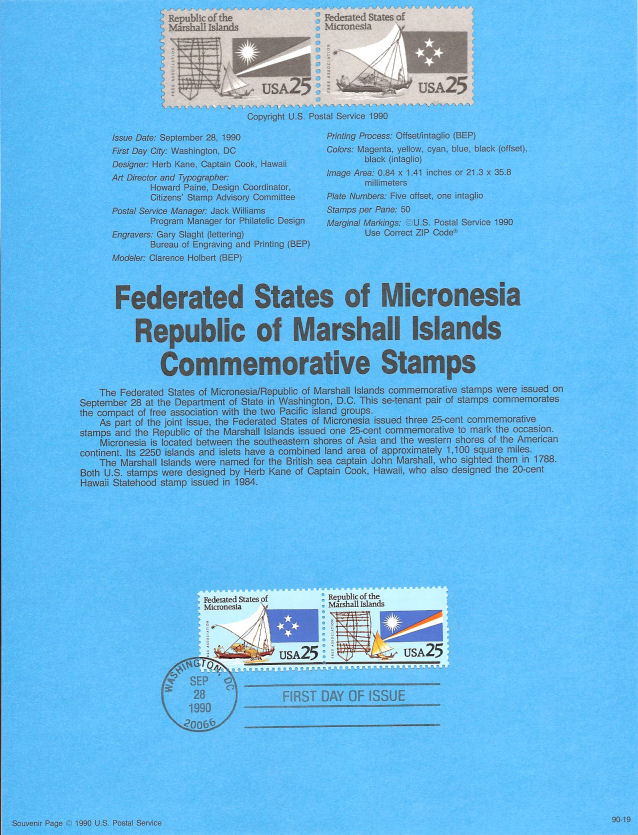 Republic of the
Marshall Islands
FREE ASSOCIATION
USA25
Federated States of
Micronesia
FREE ASSOCIATION
USA25
Copyright U.S. Postal Service 1990
Issue Date: September 28, 1990
First Day City: Washington, DC
Designer: Herb Kane, Captain Cook, Hawaii
Art Director and Typographer:
Howard Paine, Design Coordinator,
Citizens' Stamp Advisory Committee
Postal Service Manager: Jack Williams
Program Manager for Philatelic Design
Engravers: Gary Slaght (lettering)
Bureau of Engraving and Printing (BEP)
Modeler: Clarence Holbert (BEP)
Printing Process: Offset/intaglio (BEP)
Colors: Magenta, yellow, cyan, blue, black (offset),
black (intaglio)
Image Area: 0.84 x 1.41 inches or 21.3 x 35.8
millimeters
Plate Numbers: Five offset, one intaglio
Stamps per Pane: 50
Marginal Markings: ©U.S. Postal Service 1990
Use Correct ZIP Code®
Federated States of Micronesia
Republic of Marshall Islands
Commemorative Stamps
The Federated States of Micronesia/Republic of Marshall Islands commemorative stamps were issued on
September 28 at the Department of State in Washington, D.C. This se-tenant pair of stamps commemorates
the compact of free association with the two Pacific island groups.
As part of the joint Issue, the Federated States of Micronesia issued three 25-cent commemorative
stamps and the Republic of the Marshall Islands issued one 25-cent commemorative to mark the occasion.
Micronesia is located between the southeastern shores of Asia and the western shores of the American
continent. Its 2250 islands and islets have a combined land area of approximately 1,100 square miles.
The Marshall Islands were named for the British sea captain John Marshall, who sighted them in 1788.
Both U.S. stamps were designed by Herb Kane of Captain Cook, Hawaii, who also designed the 20-cent
Hawaii Statehood stamp issued in 1984.
Federated States of
Micronesia
FREE ASSOCIATION
USA25
Republic of the
Marshall Islands
FREE ASSOCIATION
USA25
WASHINGTON, DC
SEP
28
1990
20066
FIRST DAY OF ISSUE
Souvenir Page © 1990 U.S. Postal Service
90-19